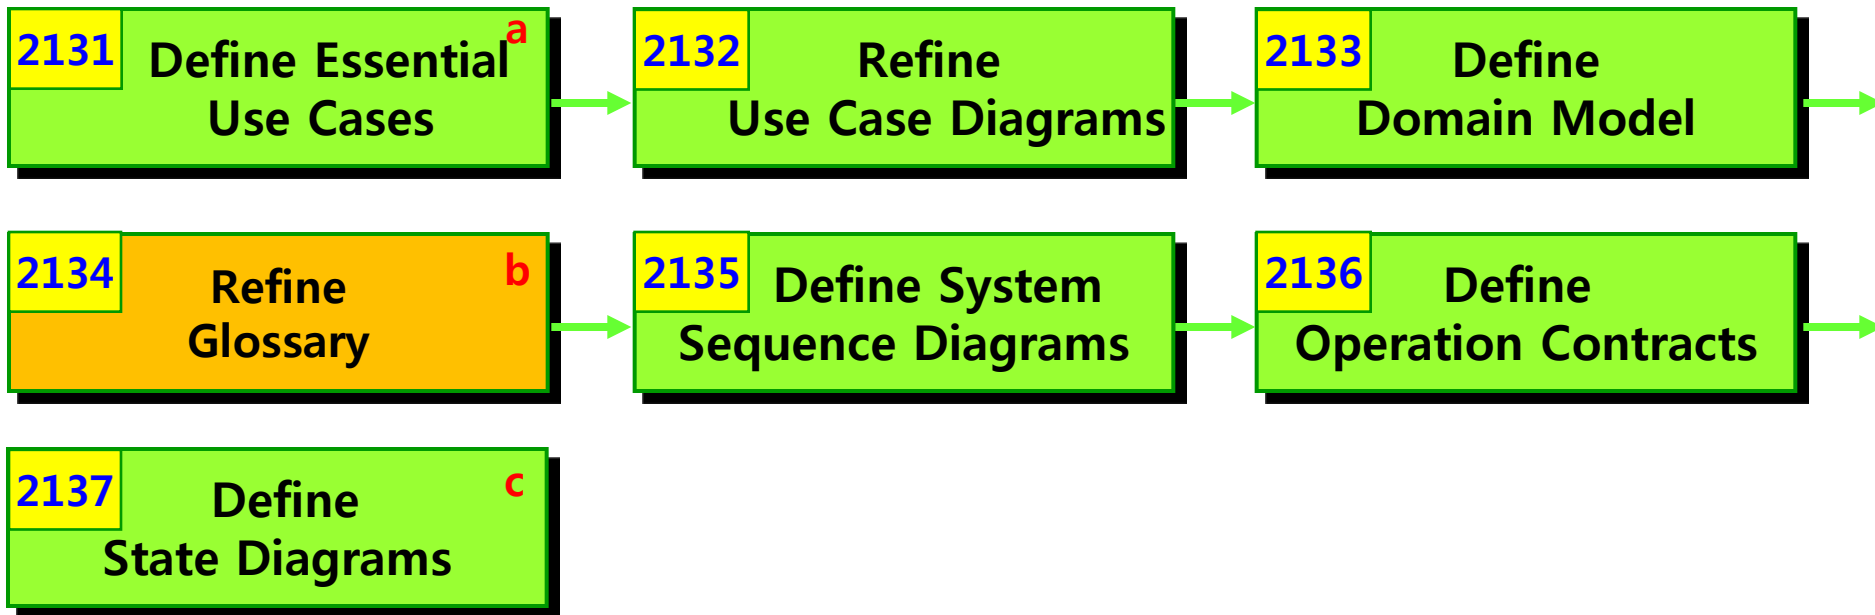 2131
a
Define Essential
Use Cases
2132
Refine
Use Case Diagrams
2133
Define
Domain Model
2134
b
Refine
Glossary
2135
Define System
Sequence Diagrams
2136
Define
Operation Contracts
2137
c
Define
State Diagrams